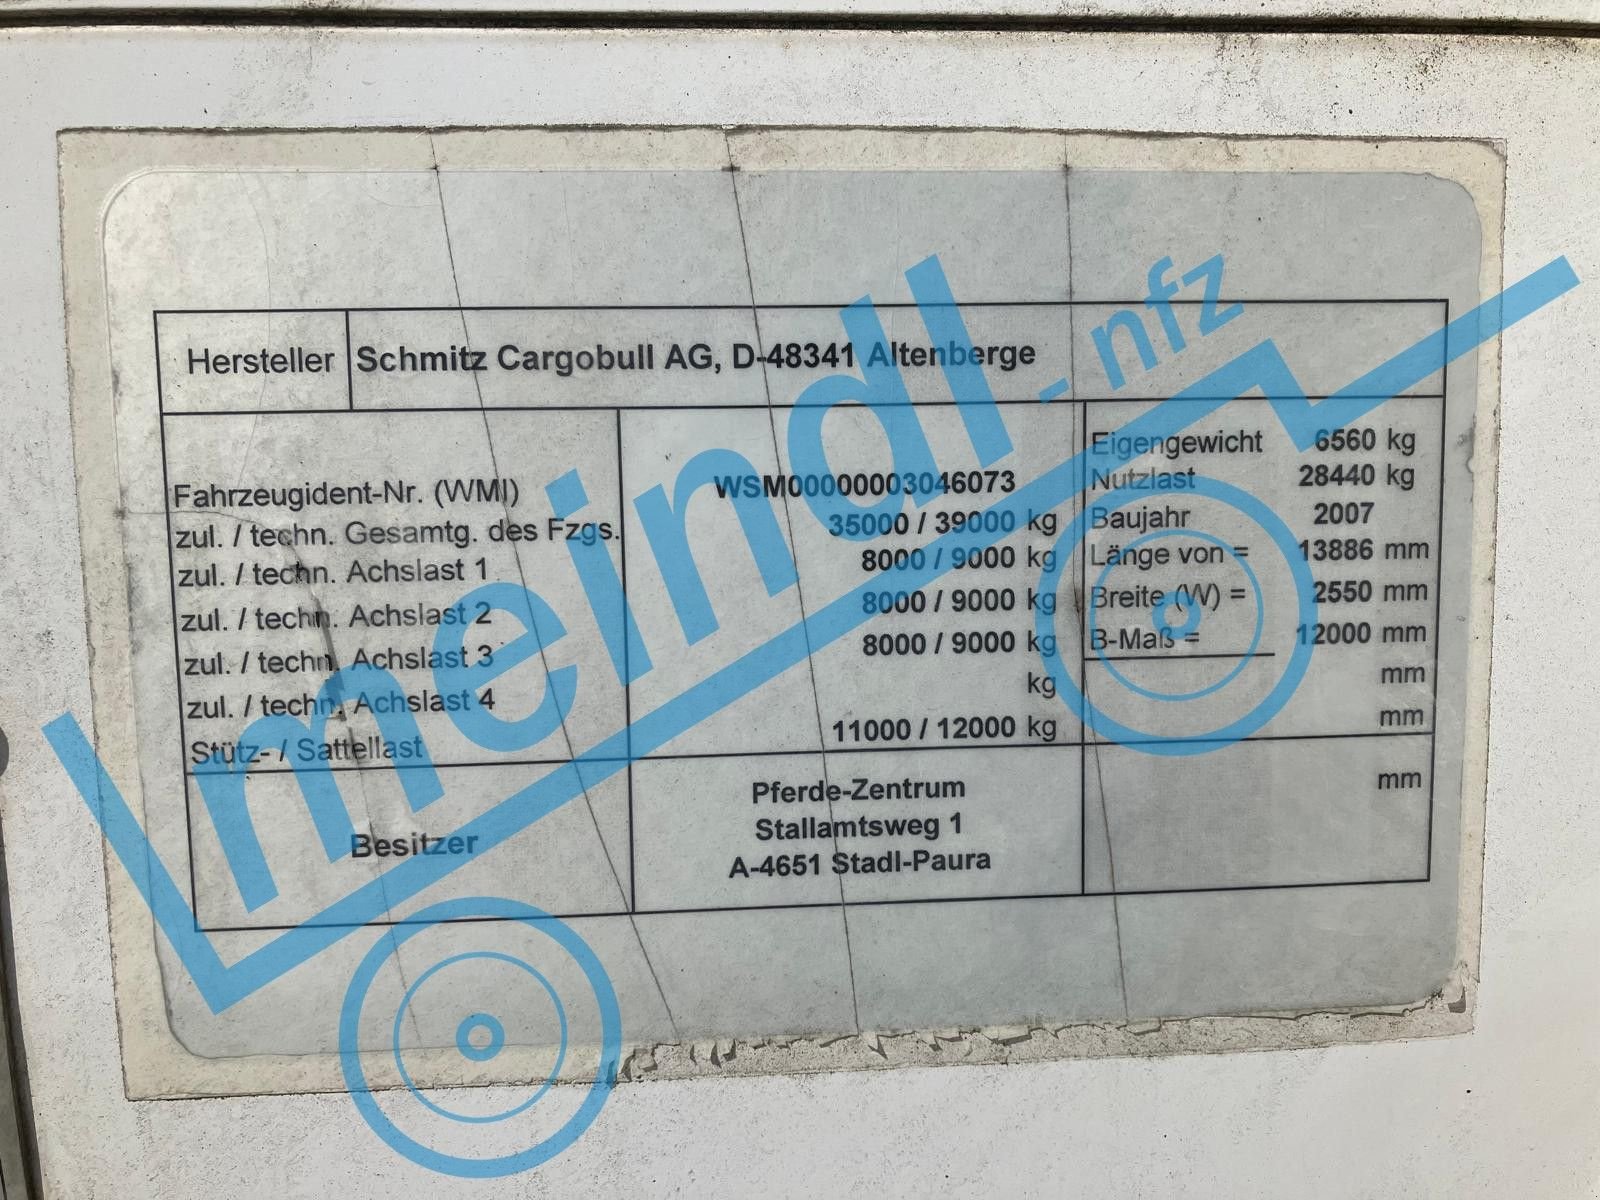 Hersteller Schmitz Cargobull AG, D-48341 Altenberge
Fahrzeugident-Nr. (WMI) WSM00000003046073
zul. / techn. Gesamtg. des Fzgs. 35000 / 39000 kg
zul. / techn. Achslast 1 8000 / 9000 kg
zul. / techn. Achslast 2 8000 / 9000 kg
zul. / techn. Achslast 3 8000 / 9000 kg
zul. / techn. Achslast 4 kg
Stütz- / Sattellast 11000 / 12000 kg
Eigengewicht 6560 kg
Nutzlast 28440 kg
Baujahr 2007
Länge von = 13886 mm
Breite (W) = 2550 mm
B-Maß = 12000 mm
mm
mm
mm
Besitzer
Pferde-Zentrum
Stallamtsweg 1
A-4651 Stadl-Paura
meindl-nfz